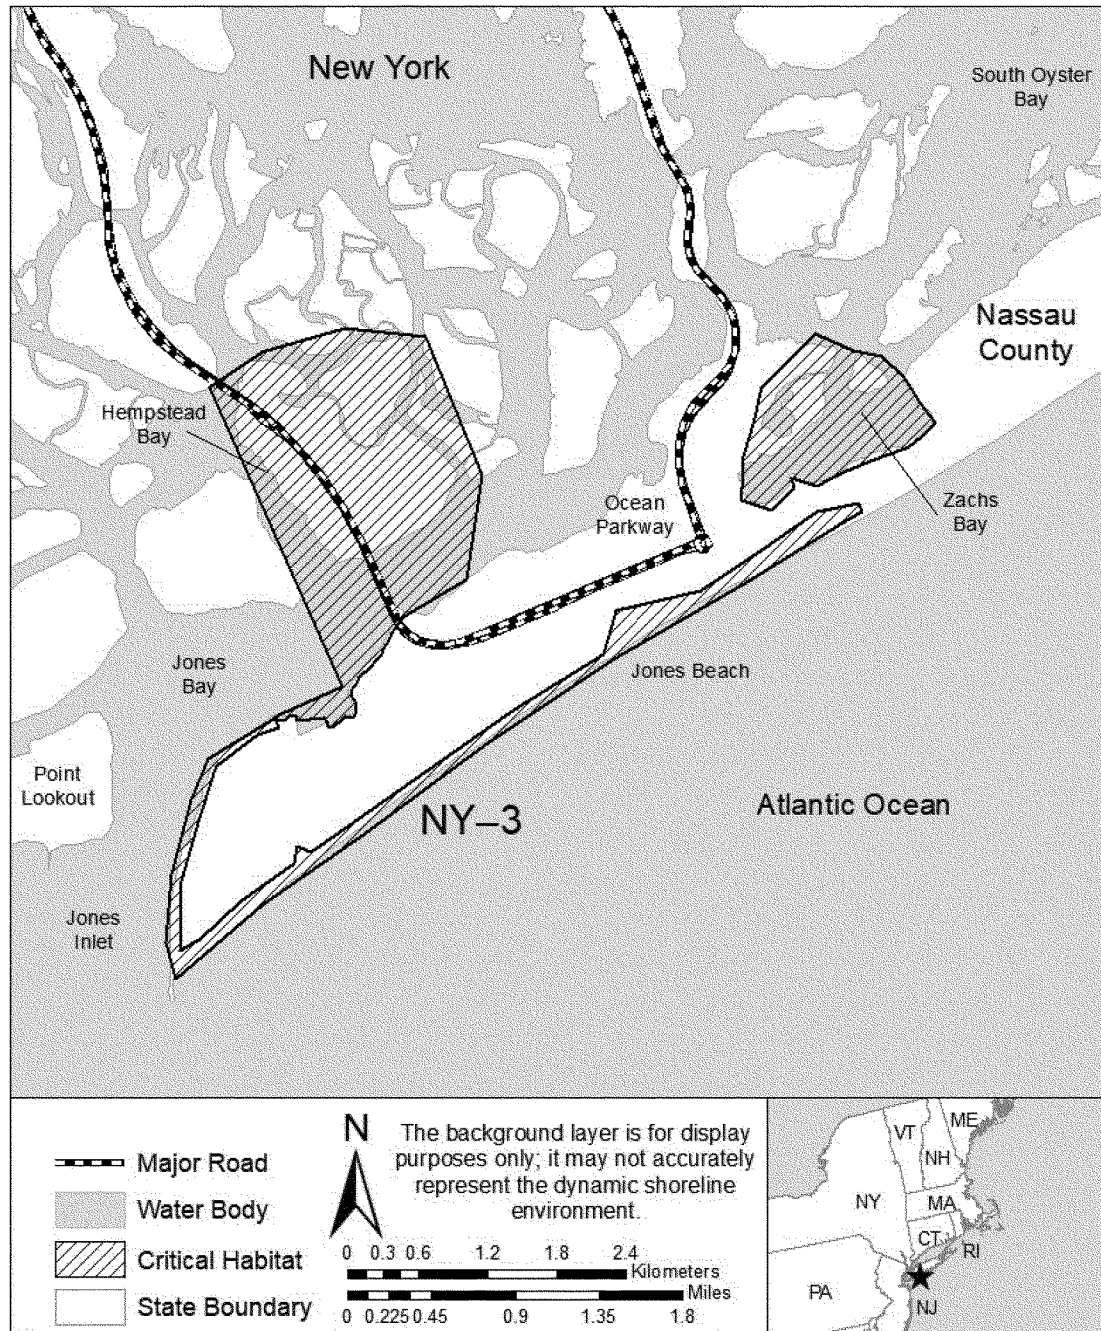 New York
South Oyster
Bay
Nassau
County
Hempstead
Bay
Ocean
Parkway
Zachs
Bay
Jones
Bay
Jones Beach
Point
Lookout
NY–3
Atlantic Ocean
Jones
Inlet
Major Road
Water Body
Critical Habitat
State Boundary
N
The background layer is for display
purposes only; it may not accurately
represent the dynamic shoreline
environment.
0 0.3 0.6 1.2 1.8 2.4
Kilometers
Miles
0 0.225 0.45 0.9 1.35 1.8
VT
ME
NH
NY
MA
CT
RI
PA
NJ